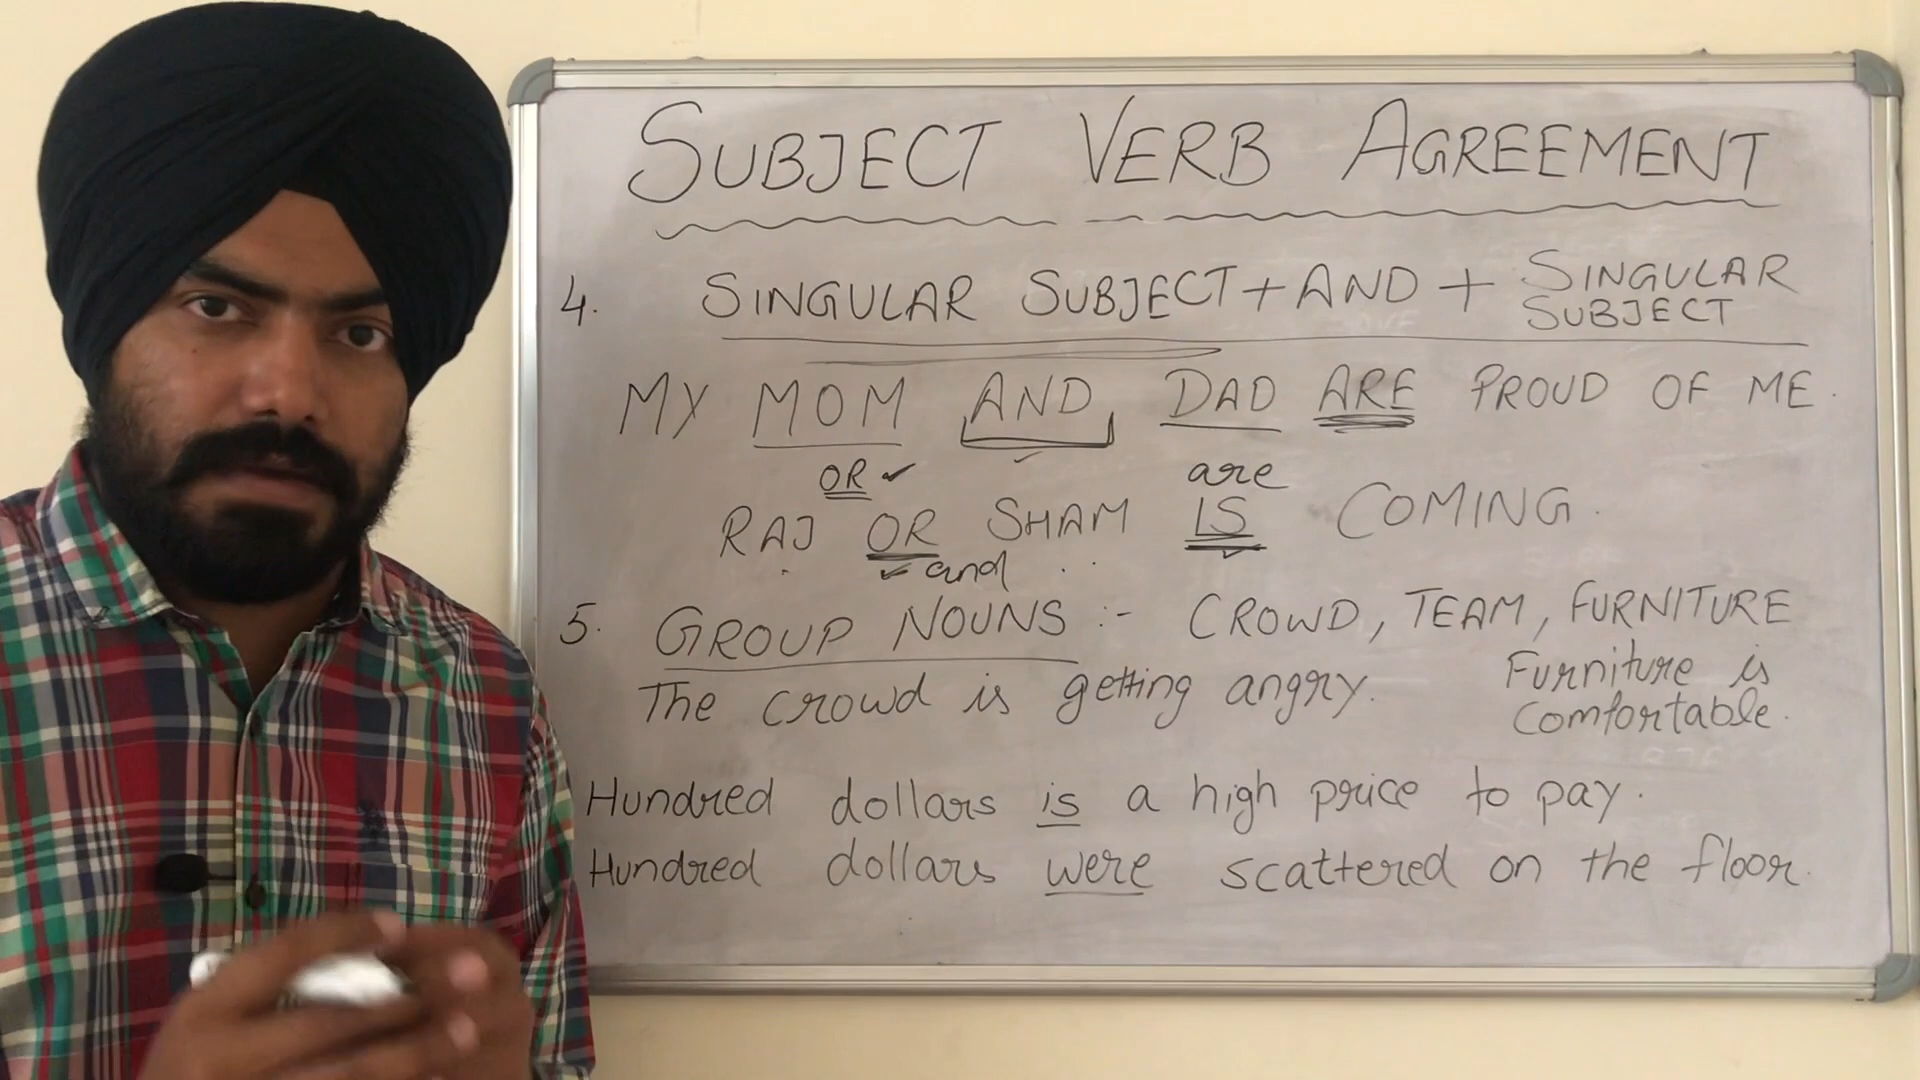 SUBJECT VERB AGREEMENT
4. SINGULAR SUBJECT + AND + SINGULAR SUBJECT
MY MOM AND DAD ARE PROUD OF ME.
OR ✓ are
RAJ OR SHAM IS COMING.
✓ and
5. GROUP NOUNS :- CROWD, TEAM, FURNITURE
The crowd is getting angry.
Furniture is
Comfortable.
Hundred dollars is a high price to pay.
Hundred dollars were scattered on the floor.